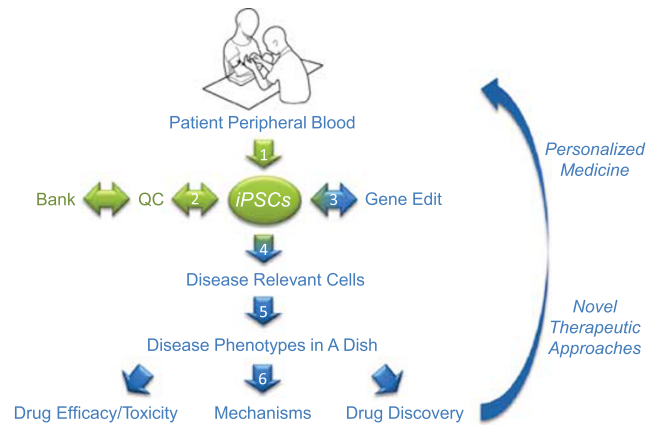 Patient Peripheral Blood
1
Personalized
Medicine
Bank QC 2 iPSCs 3 Gene Edit
4
Disease Relevant Cells
5
Novel
Therapeutic
Approaches
Disease Phenotypes in A Dish
6
Drug Efficacy/Toxicity Mechanisms Drug Discovery